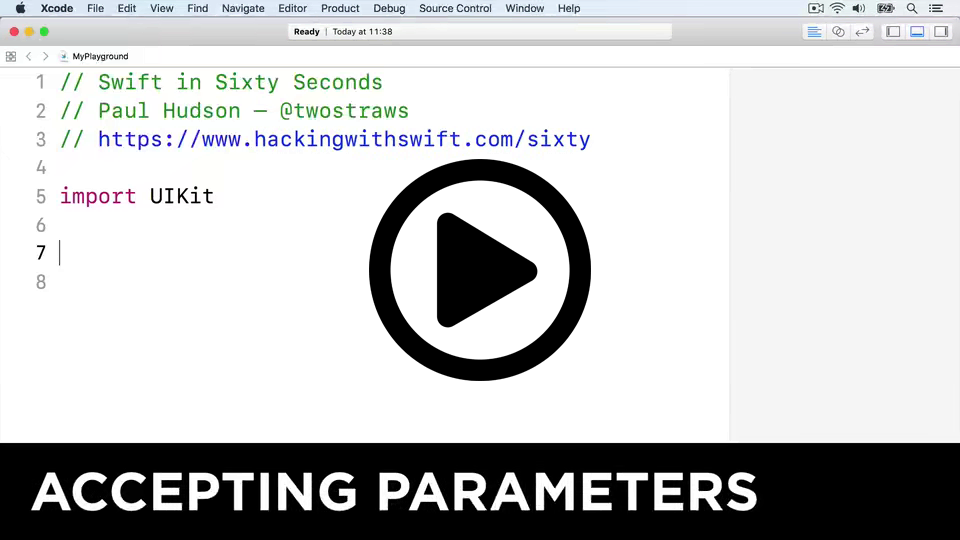 Xcode File Edit View Find Navigate Editor Product Debug Source Control Window Help
Ready | Today at 11:38
MyPlayground
1 // Swift in Sixty Seconds
2 // Paul Hudson — @twostraws
3 // https://www.hackingwithswift.com/sixty
4
5 import UIKit
6
7
8
ACCEPTING PARAMETERS